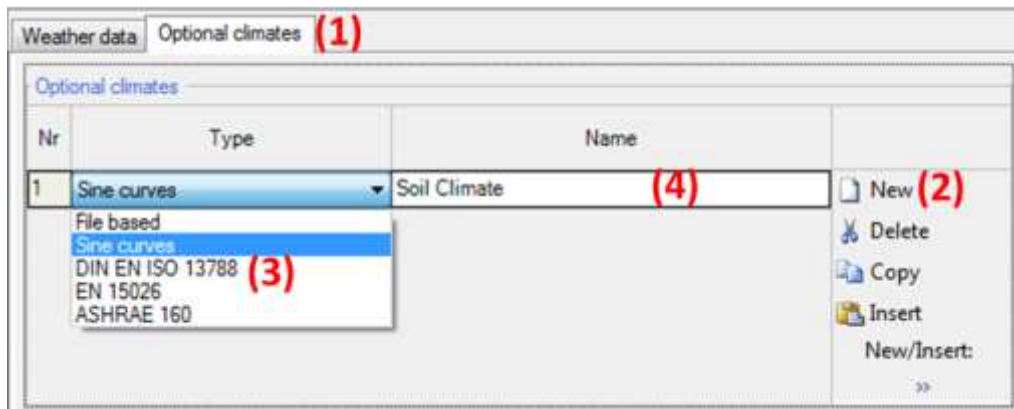 Weather data Optional climates (1)
Optional climates
Nr Type Name
1 Sine curves Soil Climate (4) New (2)
File based
Sine curves
DIN EN ISO 13788 (3)
EN 15026
ASHRAE 160
Delete
Copy
Insert
New/Insert:
»